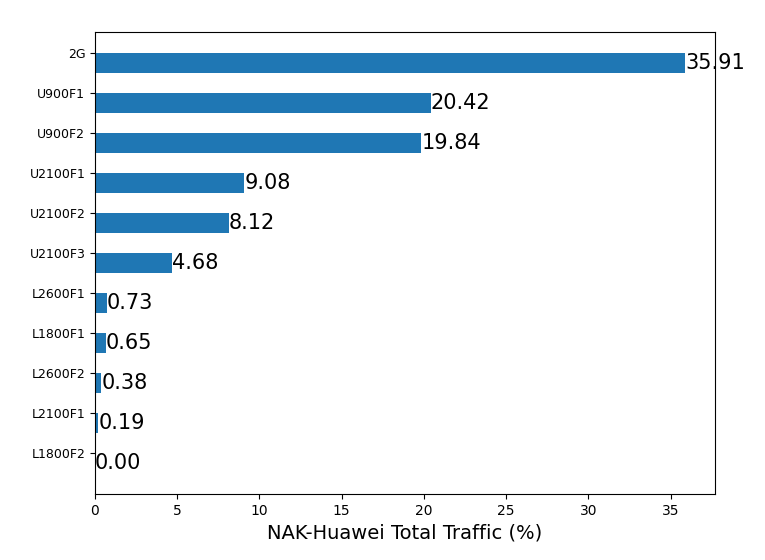 2G 35.91
U900F1 20.42
U900F2 19.84
U2100F1 9.08
U2100F2 8.12
U2100F3 4.68
L2600F1 0.73
L1800F1 0.65
L2600F2 0.38
L2100F1 0.19
L1800F2 0.00
0 5 10 15 20 25 30 35
NAK-Huawei Total Traffic (%)